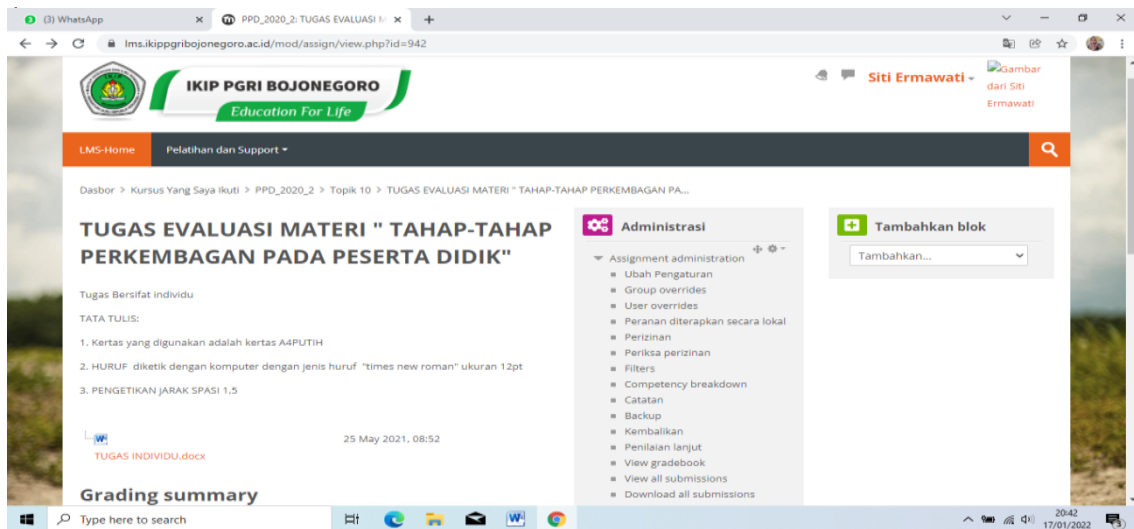 (3) WhatsApp
PPD_2020_2: TUGAS EVALUASI M
lms.ikippgribojonegoro.ac.id/mod/assign/view.php?id=942
IKIP PGRI BOJONEGORO
Education For Life
Siti Ermawati
Gambar
dari Siti
Ermawati
LMS-Home Pelatihan dan Support
Dasbor > Kursus Yang Saya Ikuti > PPD_2020_2 > Topik 10 > TUGAS EVALUASI MATERI " TAHAP-TAHAP PERKEMBAGAN PA...
TUGAS EVALUASI MATERI " TAHAP-TAHAP
PERKEMBAGAN PADA PESERTA DIDIK"
Tugas Bersifat individu
TATA TULIS:
1. Kertas yang digunakan adalah kertas A4PUTIH
2. HURUF diketik dengan komputer dengan jenis huruf "times new roman" ukuran 12pt
3. PENGETIKAN JARAK SPASI 1,5
25 May 2021, 08:52
TUGAS INDIVIDU.docx
Grading summary
Administrasi
Assignment administration
Ubah Pengaturan
Group overrides
User overrides
Peranan diterapkan secara lokal
Perizinan
Periksa perizinan
Filters
Competency breakdown
Catatan
Backup
Kembalikan
Penilaian lanjut
View gradebook
View all submissions
Download all submissions
Tambahkan blok
Tambahkan...
Type here to search
20:42
17/01/2022